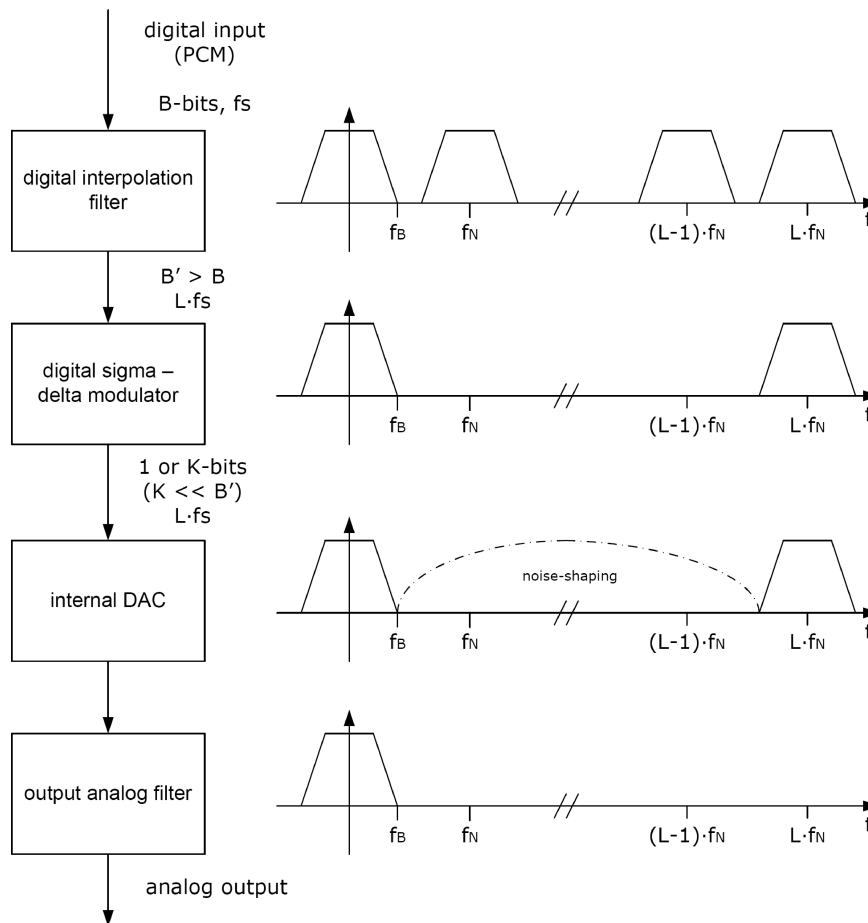 digital input
(PCM)
B-bits, fs
digital interpolation
filter
fB fN (L-1)·fN L·fN f
B' > B
L·fs
digital sigma –
delta modulator
fB fN (L-1)·fN L·fN f
1 or K-bits
(K << B')
L·fs
internal DAC
noise-shaping
fB fN (L-1)·fN L·fN f
output analog filter
fB fN (L-1)·fN L·fN f
analog output